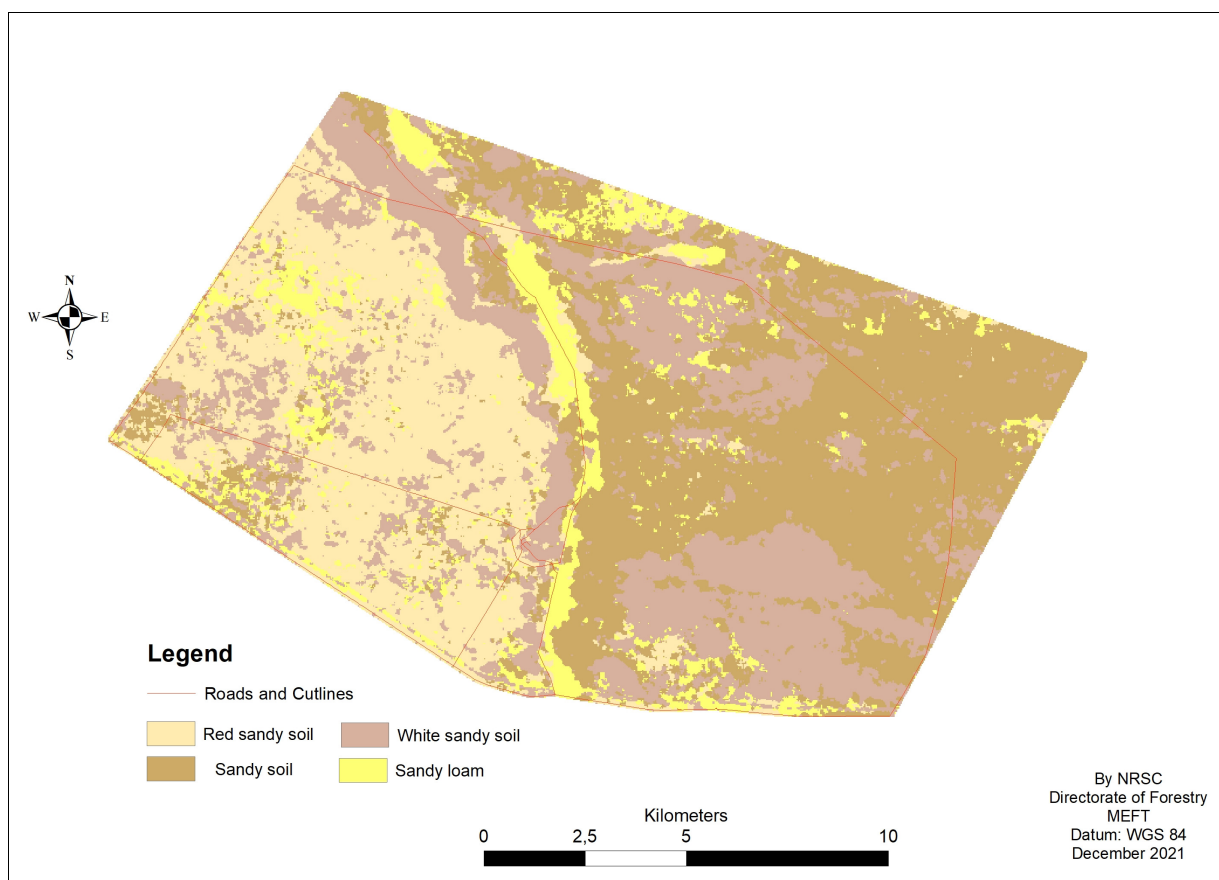 N
W E
S
Legend
Roads and Cutlines
Red sandy soil White sandy soil
Sandy soil Sandy loam
Kilometers
0 2,5 5 10
By NRSC
Directorate of Forestry
MEFT
Datum: WGS 84
December 2021